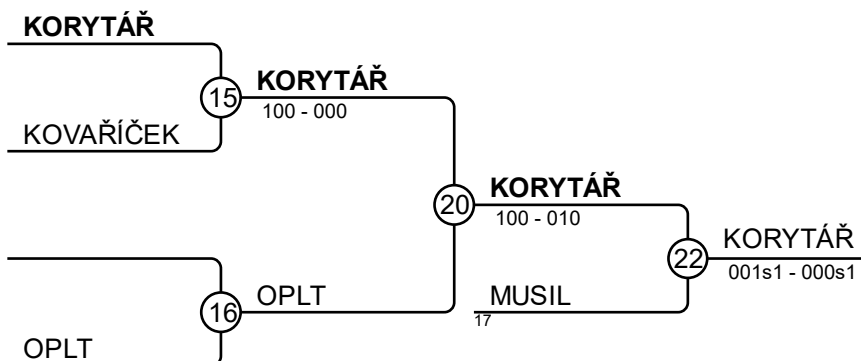 KORYTÁŘ
15
KORYTÁŘ
100 - 000
KOVAŘÍČEK
20
KORYTÁŘ
100 - 010
22
KORYTÁŘ
001s1 - 000s1
16
OPLT
MUSIL
17
OPLT